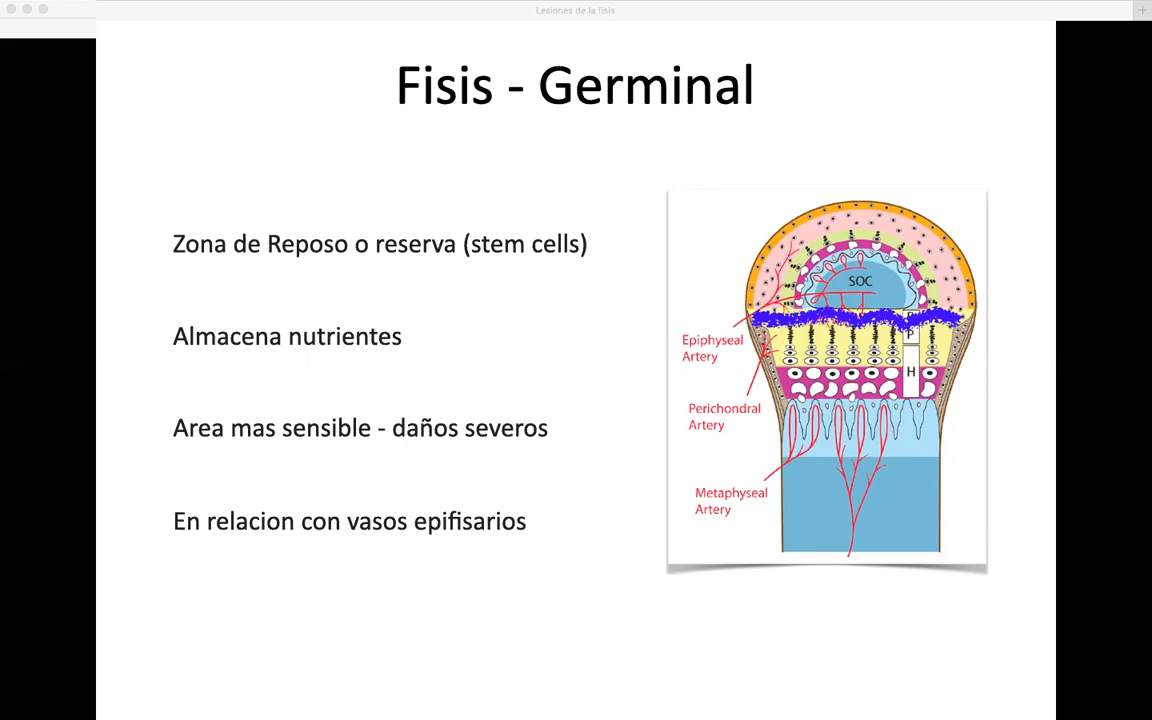 Lesiones de la fisis
Fisis - Germinal
Zona de Reposo o reserva (stem cells)
Almacena nutrientes
Area mas sensible - daños severos
En relacion con vasos epifisarios
SOC
P
H
Epiphyseal
Artery
Perichondral
Artery
Metaphyseal
Artery